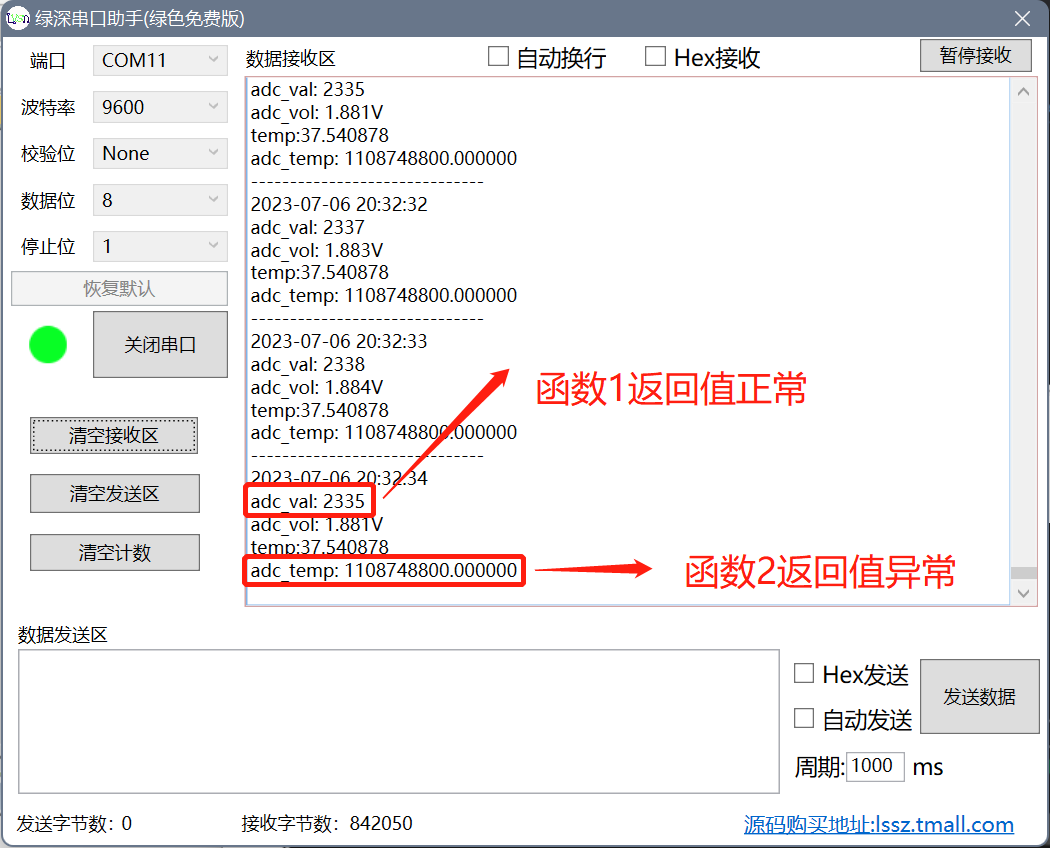 绿深串口助手(绿色免费版)
端口 COM11
波特率 9600
校验位 None
数据位 8
停止位 1
恢复默认
关闭串口
清空接收区
清空发送区
清空计数
数据接收区 自动换行 Hex接收 暂停接收
adc_val: 2335
adc_vol: 1.881V
temp:37.540878
adc_temp: 1108748800.000000
------------------------------
2023-07-06 20:32:32
adc_val: 2337
adc_vol: 1.883V
temp:37.540878
adc_temp: 1108748800.000000
------------------------------
2023-07-06 20:32:33
adc_val: 2338
adc_vol: 1.884V
temp:37.540878
adc_temp: 1108748800.000000
------------------------------
2023-07-06 20:32:34
adc_val: 2335
adc_vol: 1.881V
temp:37.540878
adc_temp: 1108748800.000000
函数1返回值正常
函数2返回值异常
数据发送区
Hex发送
自动发送
发送数据
周期:1000 ms
发送字节数：0 接收字节数：842050 源码购买地址:lssz.tmall.com